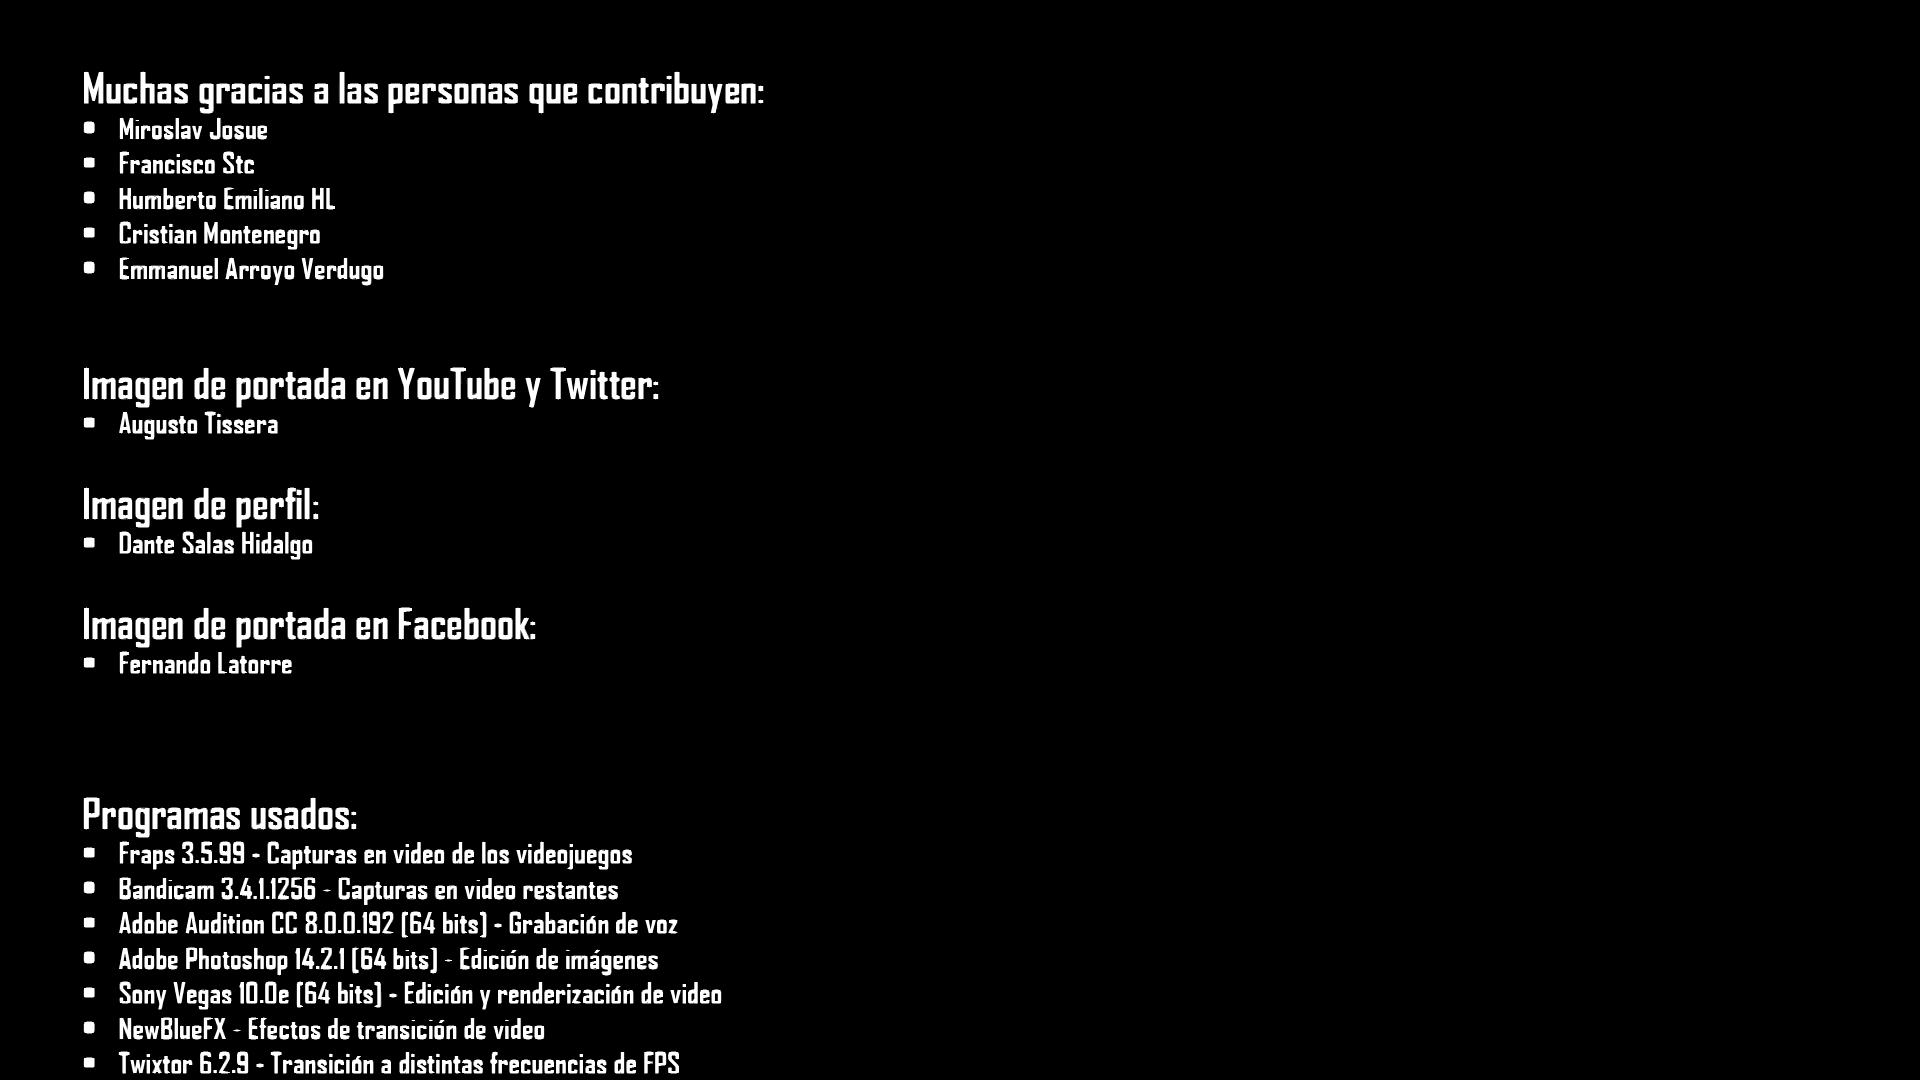 Muchas gracias a las personas que contribuyen:
▪ Miroslav Josue
▪ Francisco Stc
▪ Humberto Emiliano HL
▪ Cristian Montenegro
▪ Emmanuel Arroyo Verdugo
Imagen de portada en YouTube y Twitter:
▪ Augusto Tissera
Imagen de perfil:
▪ Dante Salas Hidalgo
Imagen de portada en Facebook:
▪ Fernando Latorre
Programas usados:
▪ Fraps 3.5.99 - Capturas en video de los videojuegos
▪ Bandicam 3.4.1.1256 - Capturas en video restantes
▪ Adobe Audition CC 8.0.0.192 (64 bits) - Grabación de voz
▪ Adobe Photoshop 14.2.1 (64 bits) - Edición de imágenes
▪ Sony Vegas 10.0e (64 bits) - Edición y renderización de video
▪ NewBlueFX - Efectos de transición de video
▪ Twixtor 6.2.9 - Transición a distintas frecuencias de FPS